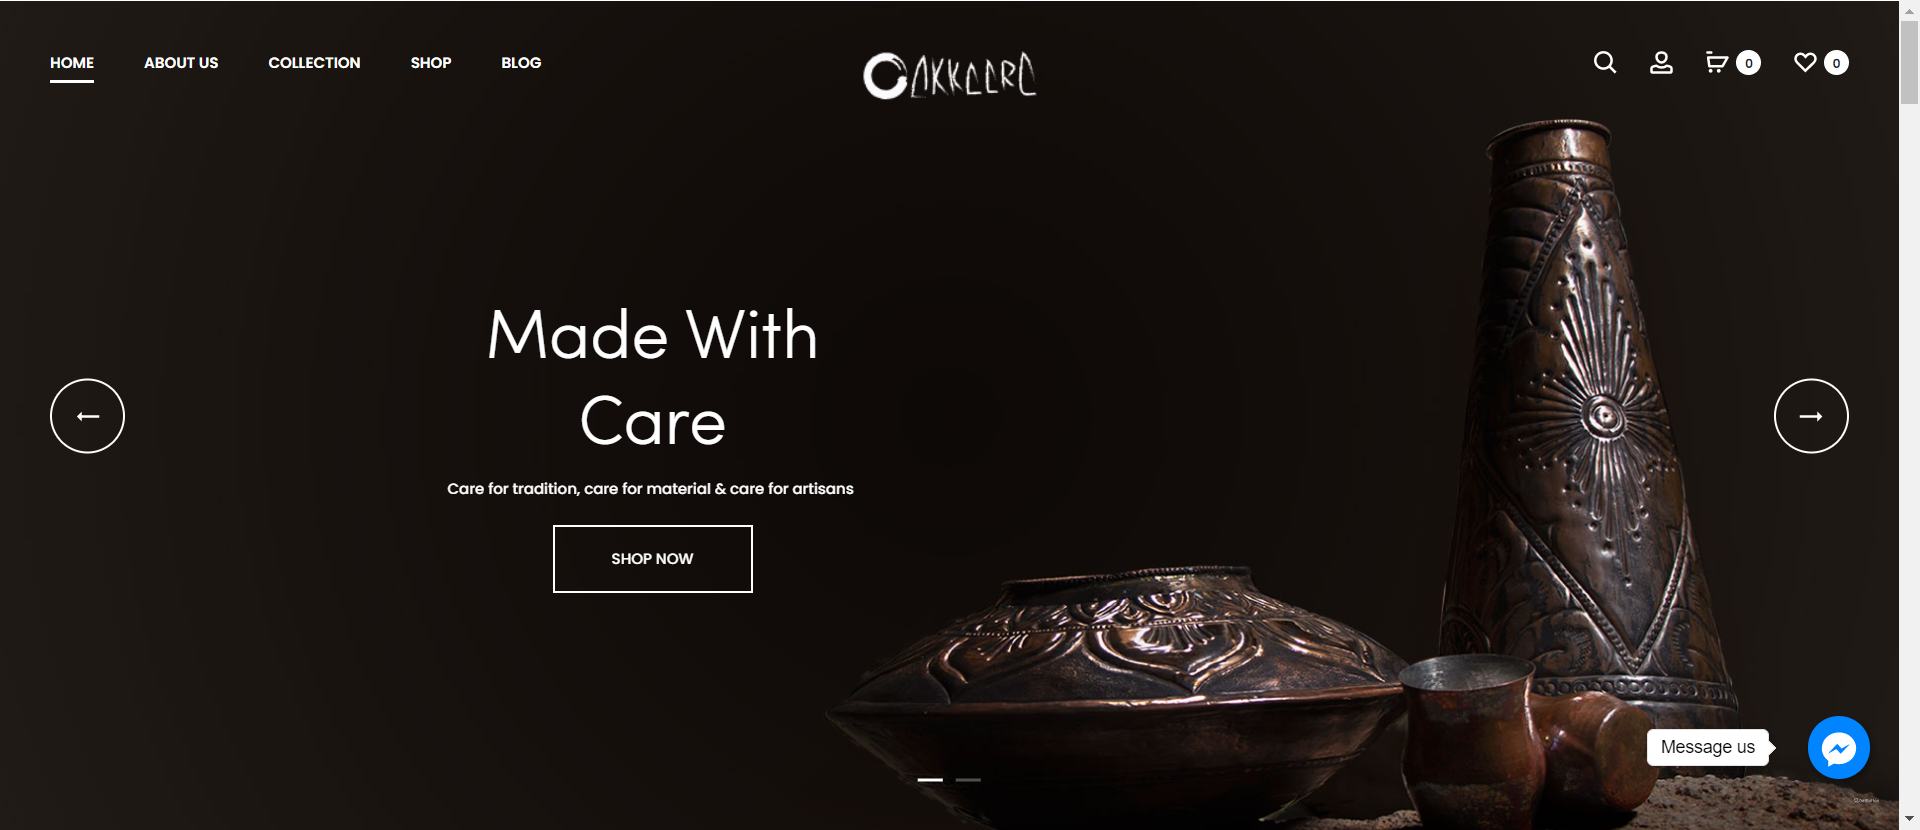 HOME
ABOUT US
COLLECTION
SHOP
BLOG
0
0
Made With
Care
Care for tradition, care for material & care for artisans
SHOP NOW
Message us